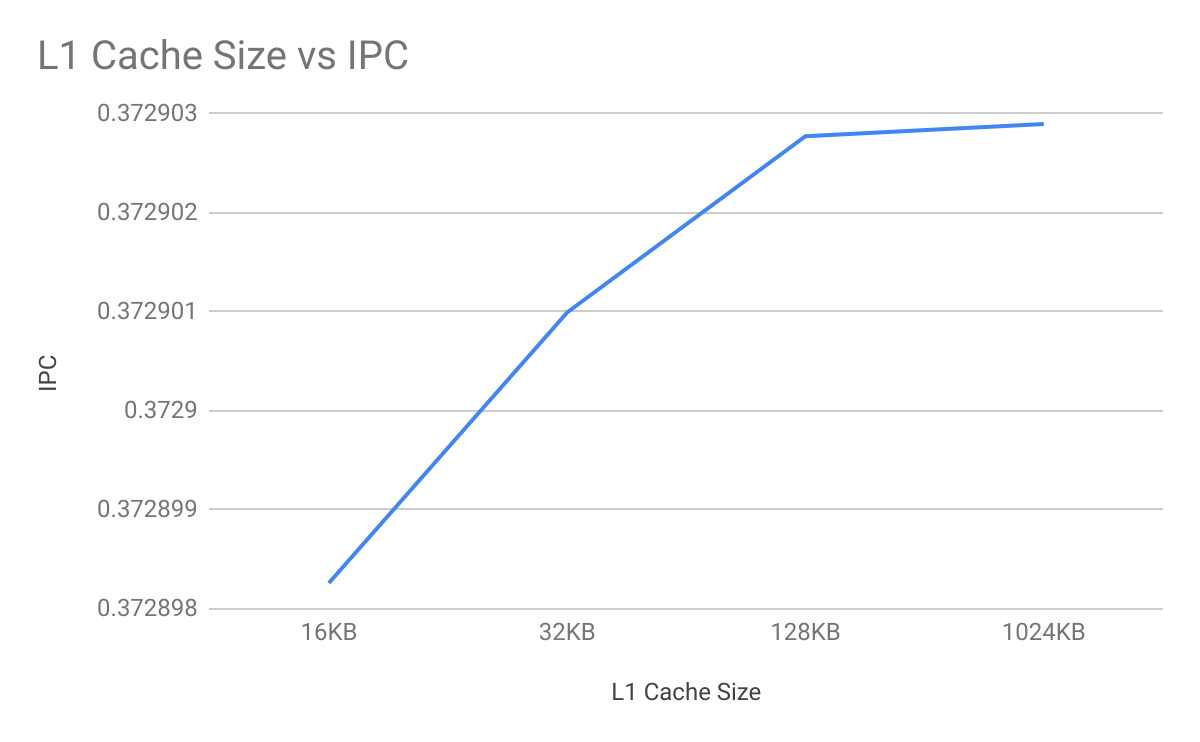 L1 Cache Size vs IPC
0.372903
0.372902
0.372901
0.3729
0.372899
0.372898
IPC
16KB 32KB 128KB 1024KB
L1 Cache Size